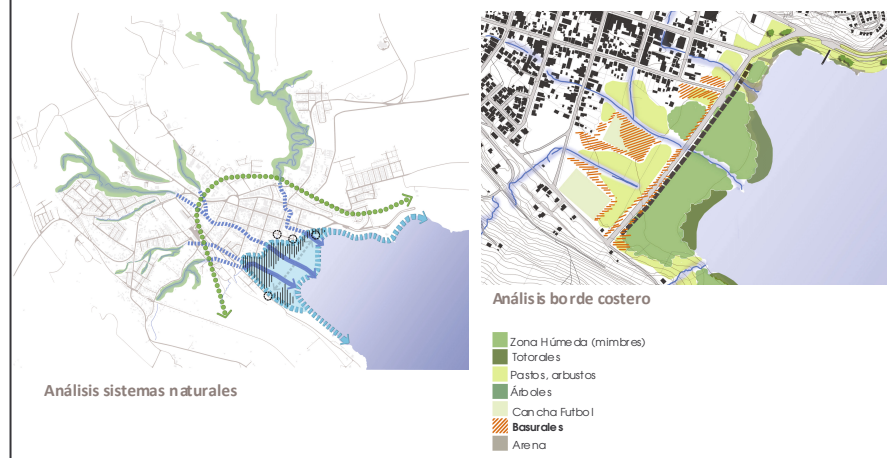 Análisis borde costero
Zona Húmeda (mimbres)
Totorales
Pastos, arbustos
Árboles
Cancha Futbol
Basurales
Arena
Análisis sistemas naturales